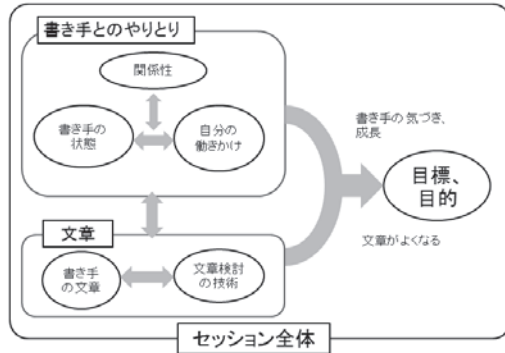 書き手とのやりとり
関係性
書き手の
状態
自分の
働きかけ
書き手の 気づき、
成長
目標、
目的
文章がよくなる
文章
書き手
の文章
文章検討
の技術
セッション全体